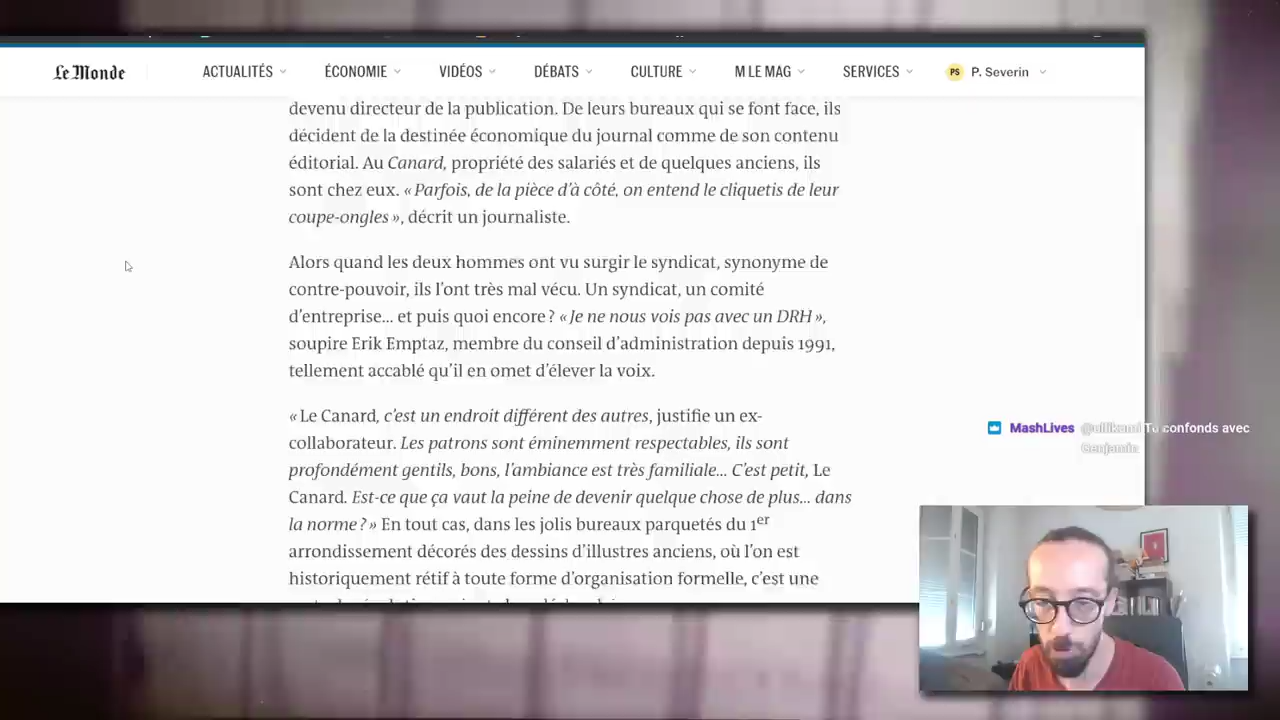 Le Monde
ACTUALITÉS
ÉCONOMIE
VIDÉOS
DÉBATS
CULTURE
M LE MAG
SERVICES
PS
P. Severin
devenu directeur de la publication. De leurs bureaux qui se font face, ils
décident de la destinée économique du journal comme de son contenu
éditorial. Au Canard, propriété des salariés et de quelques anciens, ils
sont chez eux. « Parfois, de la pièce d’à côté, on entend le cliquetis de leur
coupe-ongles », décrit un journaliste.
Alors quand les deux hommes ont vu surgir le syndicat, synonyme de
contre-pouvoir, ils l’ont très mal vécu. Un syndicat, un comité
d’entreprise… et puis quoi encore ? « Je ne nous vois pas avec un DRH »,
soupire Erik Emptaz, membre du conseil d’administration depuis 1991,
tellement accablé qu’il en omet d’élever la voix.
« Le Canard, c’est un endroit différent des autres, justifie un ex-
collaborateur. Les patrons sont éminemment respectables, ils sont
profondément gentils, bons, l’ambiance est très familiale… C’est petit, Le
Canard. Est-ce que ça vaut la peine de devenir quelque chose de plus… dans
la norme ? » En tout cas, dans les jolis bureaux parquetés du 1er
arrondissement décorés des dessins d’illustres anciens, où l’on est
historiquement rétif à toute forme d’organisation formelle, c’est une
MashLives Tu confonds avec
Benjamin